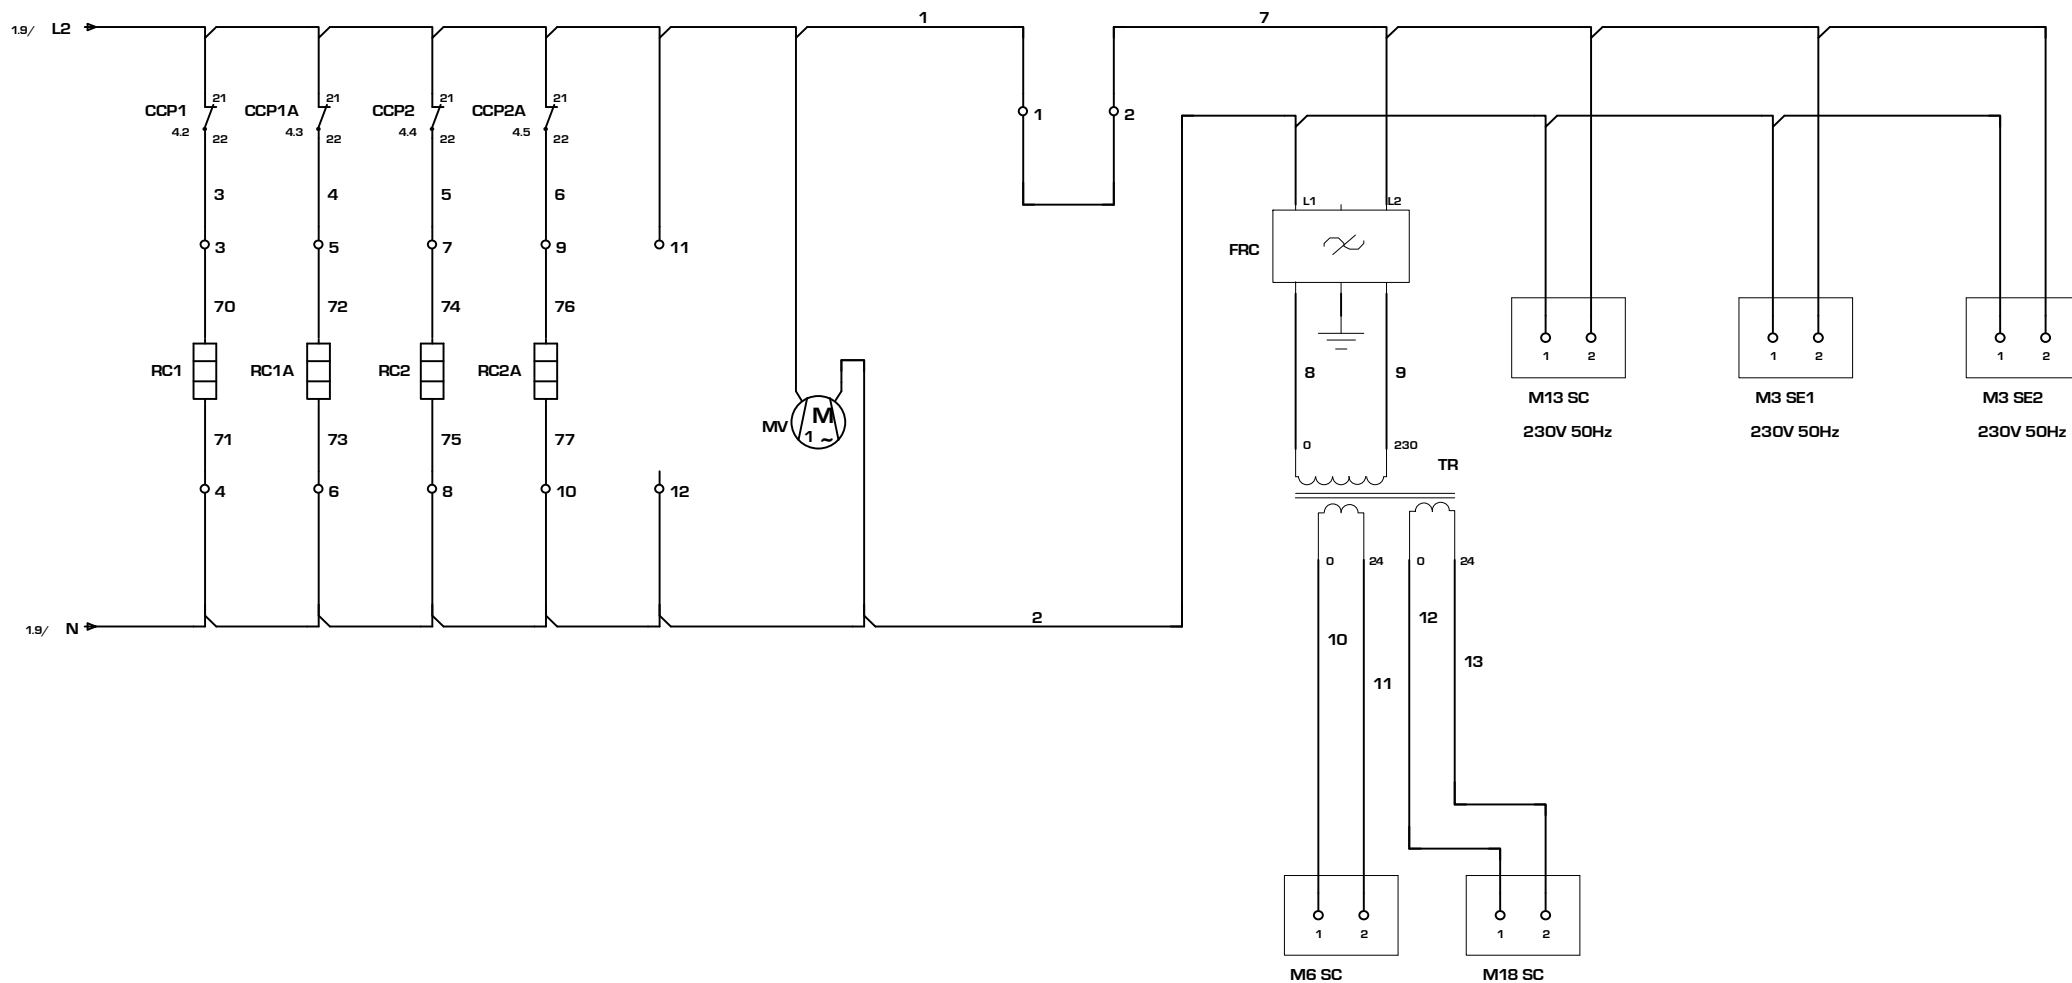 1 7
1.9/ L2
21 21 21 21
CCP1 CCP1A CCP2 CCP2A 1 2
4.2 22 4.3 22 4.4 22 4.5 22
3 4 5 6
L1 L2
3 5 7 9 11 FRC
70 72 74 76
1 2 1 2 1 2
RC1 RC1A RC2 RC2A 8 9
M13 SC M3 SE1 M3 SE2
M
MV
1 ~
230V 50Hz 230V 50Hz 230V 50Hz
71 73 75 77 0 230
TR
4 6 8 10 12
0 24 0 24
2 12
1.9/ N
10 13
11
1 2 1 2
M6 SC M18 SC